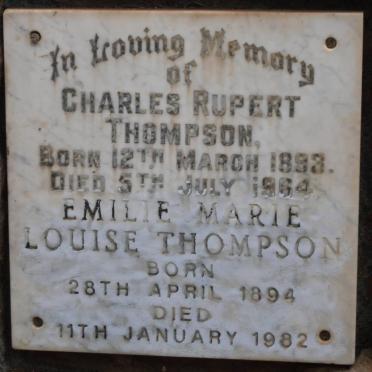 In Loving Memory
of
CHARLES RUPERT
THOMPSON,
BORN 12TH MARCH 1893.
DIED 5TH JULY 1964
EMILIE MARIE
LOUISE THOMPSON
BORN
28TH APRIL 1894
DIED
11TH JANUARY 1982